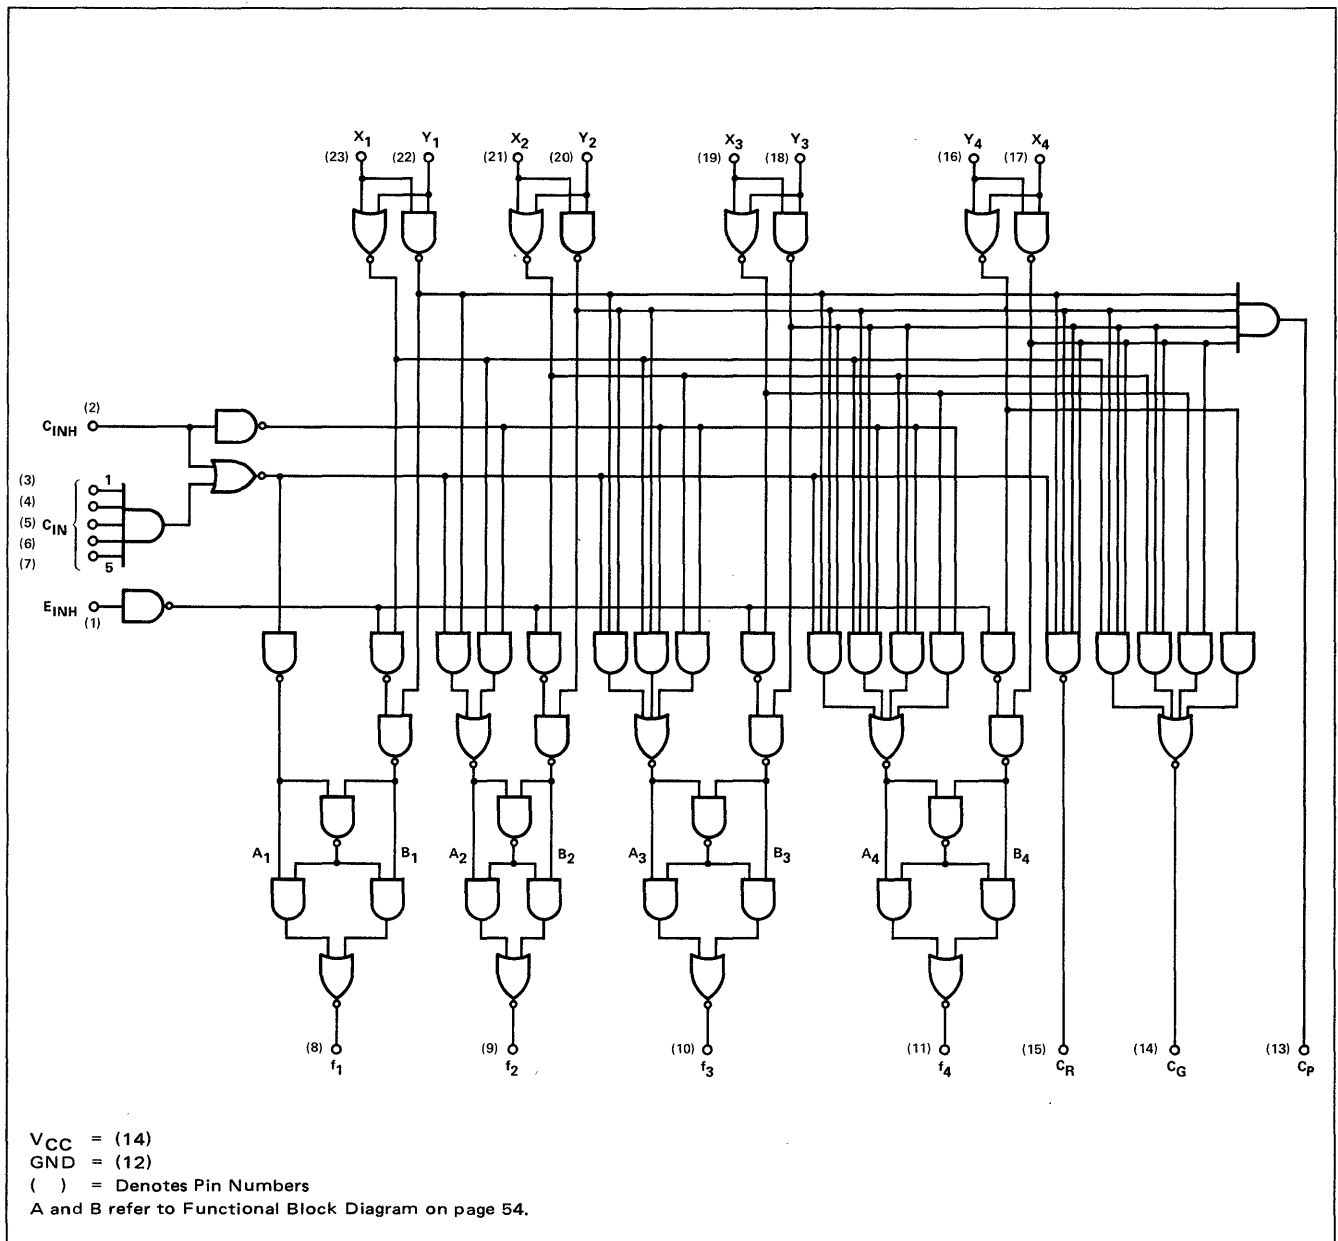 X1 Y1 X2 Y2 X3 Y3 Y4 X4
(23) (22) (21) (20) (19) (18) (16) (17)
(2)
CINH
(3) 1
(4)
(5) CIN
(6)
(7) 5
EINH
(1)
A1 B1 A2 B2 A3 B3 A4 B4
(8) (9) (10) (11) (15) (14) (13)
f1 f2 f3 f4 CR CG CP
VCC = (14)
GND = (12)
( ) = Denotes Pin Numbers
A and B refer to Functional Block Diagram on page 54.